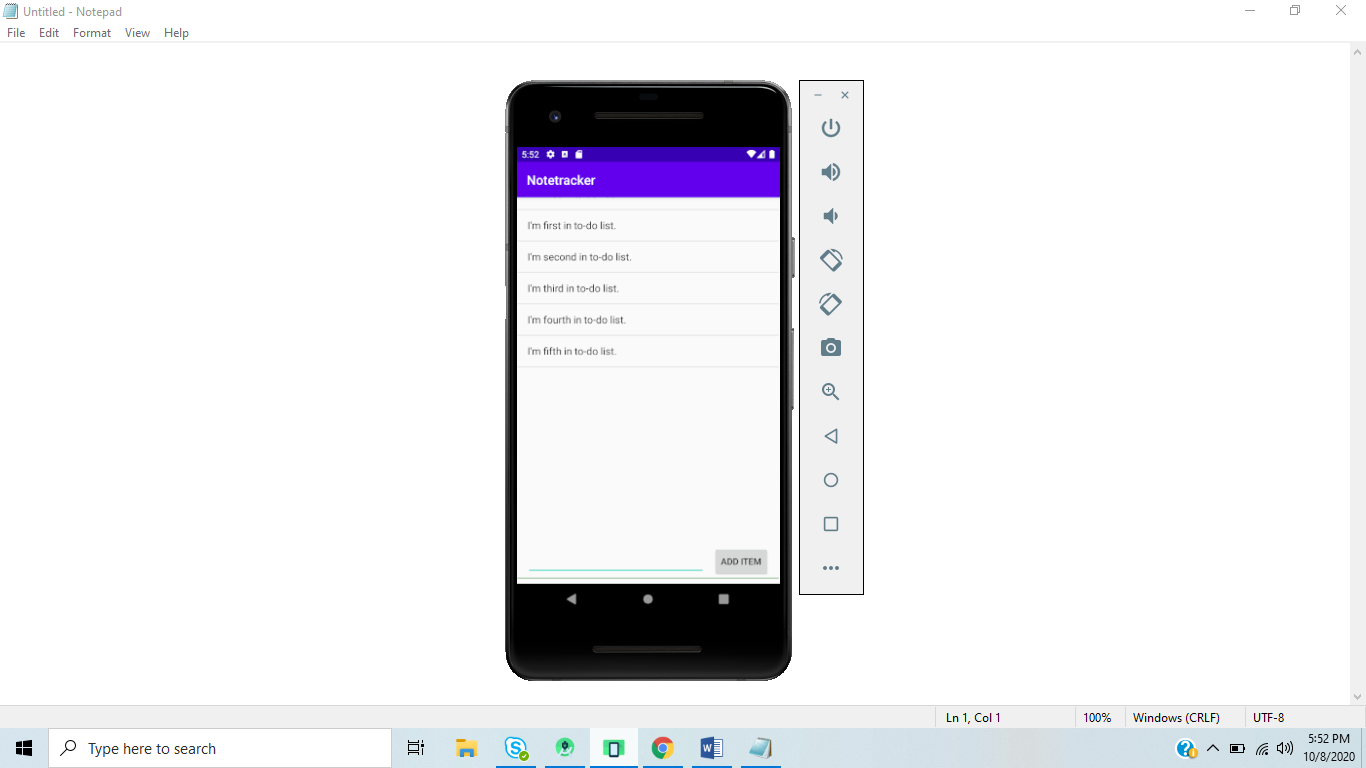 Untitled - Notepad
File Edit Format View Help
5:52
Notetracker
I'm first in to-do list.
I'm second in to-do list.
I'm third in to-do list.
I'm fourth in to-do list.
I'm fifth in to-do list.
ADD ITEM
Ln 1, Col 1 100% Windows (CRLF) UTF-8
Type here to search
5:52 PM
10/8/2020